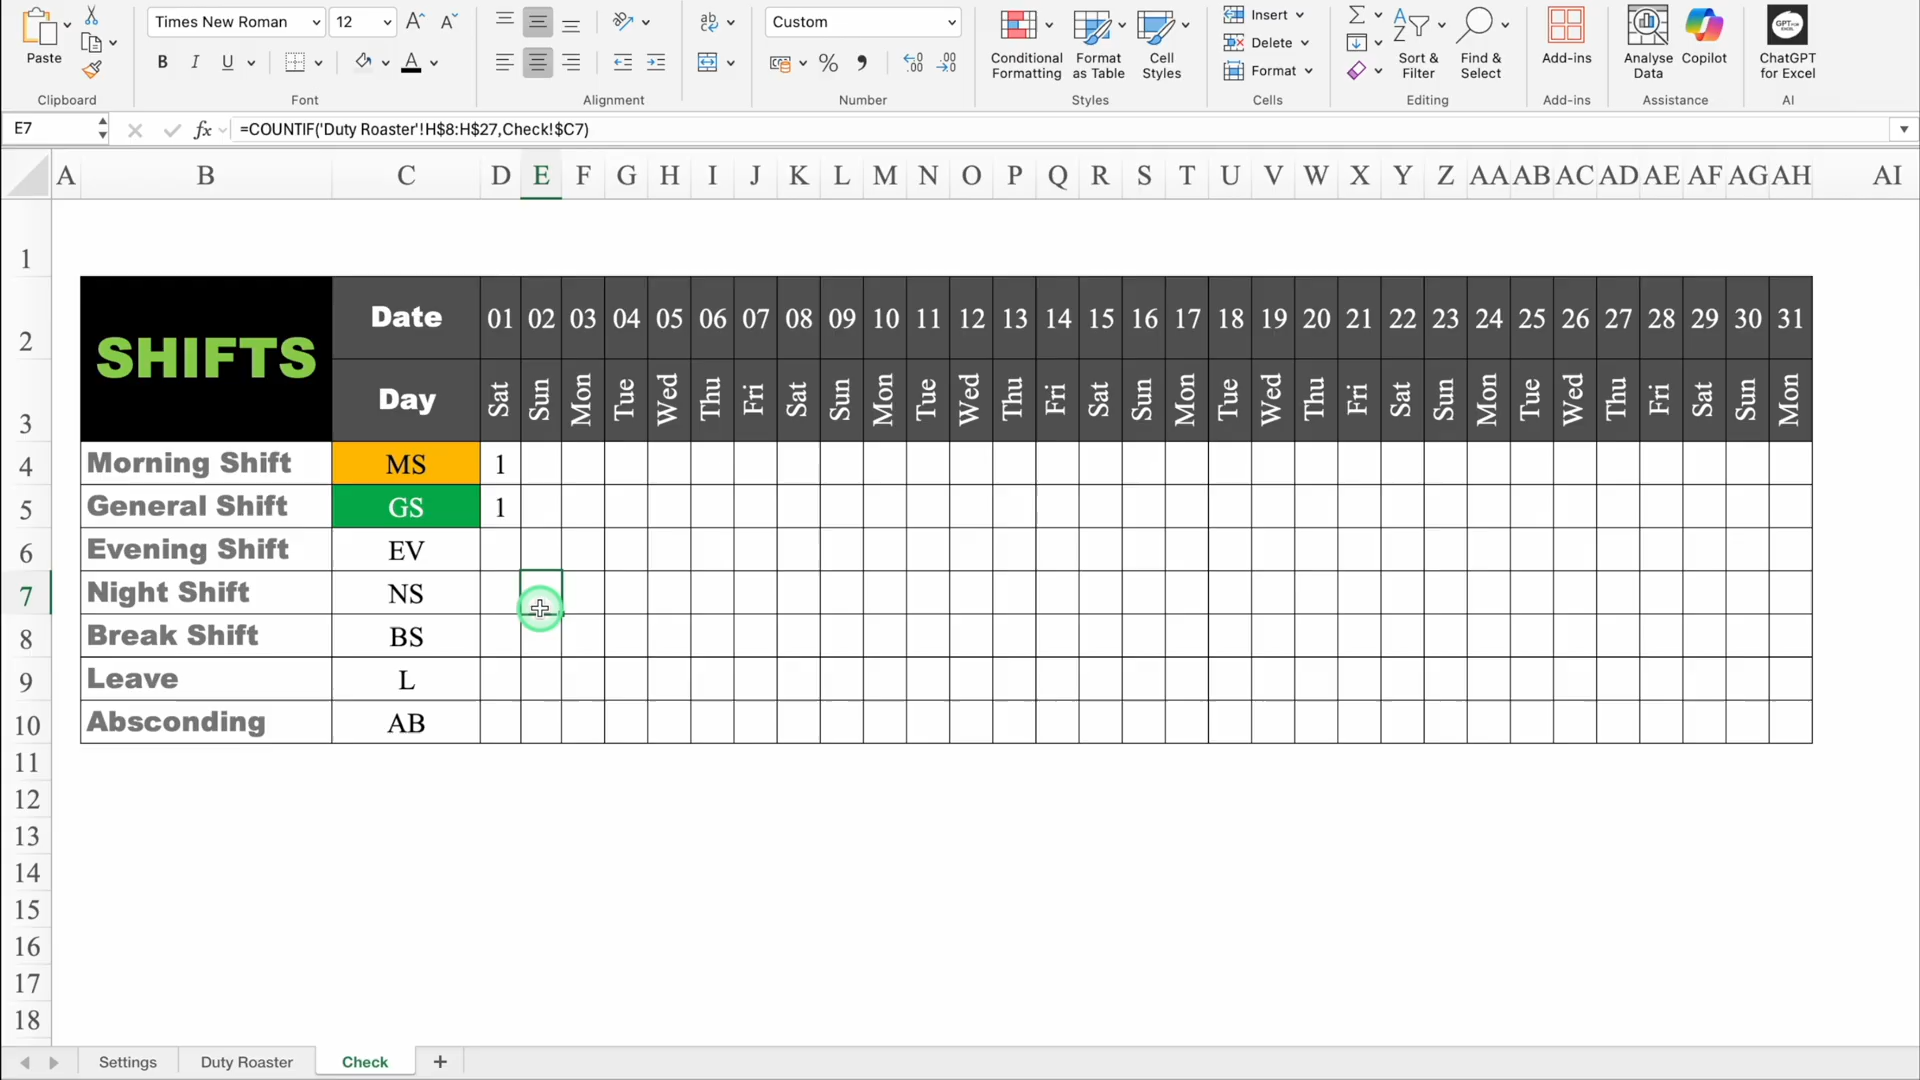 Times New Roman
12
Custom
Insert
Delete
Format
Paste
B I U
Conditional Formatting
Format as Table
Cell Styles
Sort & Filter
Find & Select
Add-ins
Analyse Data
Copilot
GPT FOR EXCEL
ChatGPT for Excel
Clipboard
Font
Alignment
Number
Styles
Cells
Editing
Add-ins
Assistance
AI
E7
fx
=COUNTIF('Duty Roaster'!H$8:H$27,Check!$C7)
A B C D E F G H I J K L M N O P Q R S T U V W X Y Z AA AB AC AD AE AF AG AH AI
1
2 SHIFTS Date 01 02 03 04 05 06 07 08 09 10 11 12 13 14 15 16 17 18 19 20 21 22 23 24 25 26 27 28 29 30 31
3 Day Sat Sun Mon Tue Wed Thu Fri Sat Sun Mon Tue Wed Thu Fri Sat Sun Mon Tue Wed Thu Fri Sat Sun Mon Tue Wed Thu Fri Sat Sun Mon
4 Morning Shift MS 1
5 General Shift GS 1
6 Evening Shift EV
7 Night Shift NS
8 Break Shift BS
9 Leave L
10 Absconding AB
11
12
13
14
15
16
17
18
Settings Duty Roaster Check +